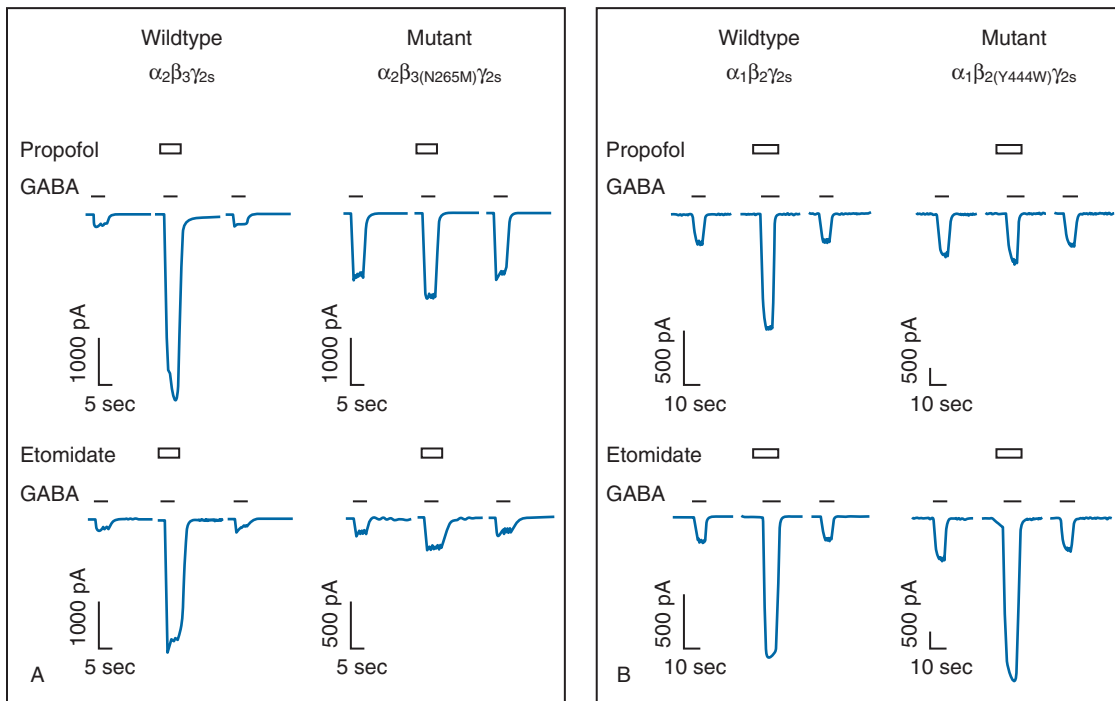 Wildtype
α2β3γ2s
Mutant
α2β3(N265M)γ2s
Propofol
GABA
1000 pA
5 sec
1000 pA
5 sec
Etomidate
GABA
1000 pA
5 sec
500 pA
5 sec
A
Wildtype
α1β2γ2s
Mutant
α1β2(Y444W)γ2s
Propofol
GABA
500 pA
10 sec
500 pA
10 sec
Etomidate
GABA
500 pA
10 sec
500 pA
10 sec
B